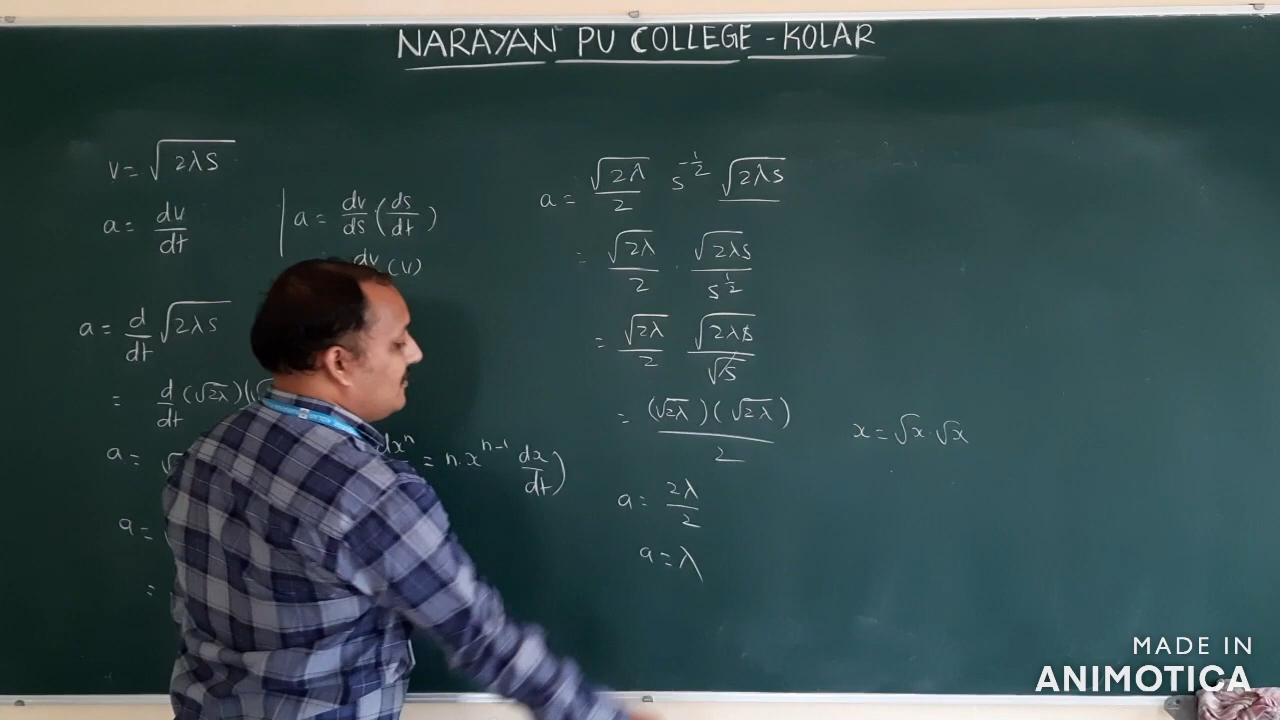 NARAYAN PU COLLEGE - KOLAR
v = √2λS
a = dv/dt
a = dv/ds (ds/dt)
dv (v)
a = d/dt √2λs
= d/dt (√2λ)(√
a = √
dxⁿ = n.xⁿ⁻¹ dx/dt)
a =
=
a = √2λ/2 s^-1/2 √2λs
= √2λ/2 . √2λs/s^1/2
= √2λ/2 √2λs/√s
= (√2λ)(√2λ)/2
x = √x.√x
a = 2λ/2
a = λ
MADE IN
ANIMOTICA